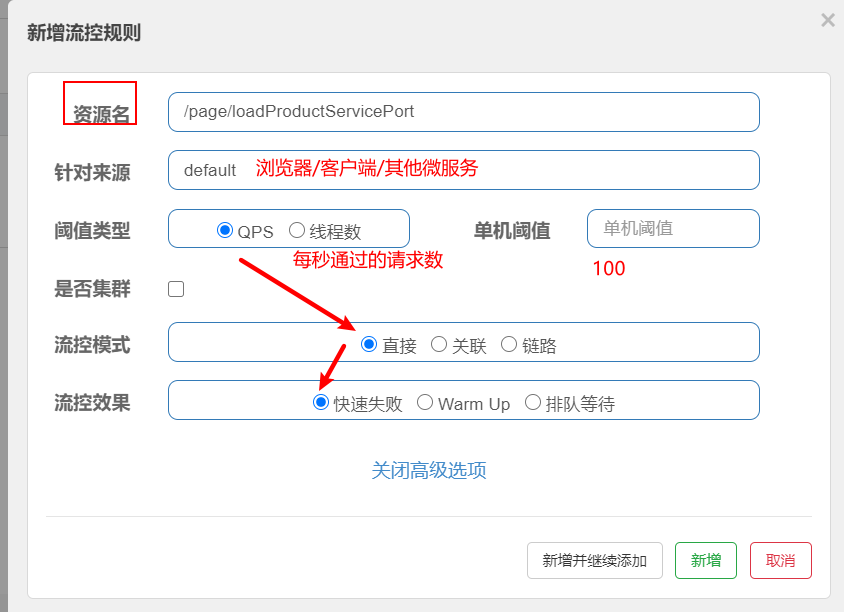 新增流控规则
×
资源名
/page/loadProductServicePort
针对来源
default 浏览器/客户端/其他微服务
阈值类型
QPS 线程数
单机阈值
单机阈值
每秒通过的请求数
100
是否集群
流控模式
直接 关联 链路
流控效果
快速失败 Warm Up 排队等待
关闭高级选项
新增并继续添加 新增 取消